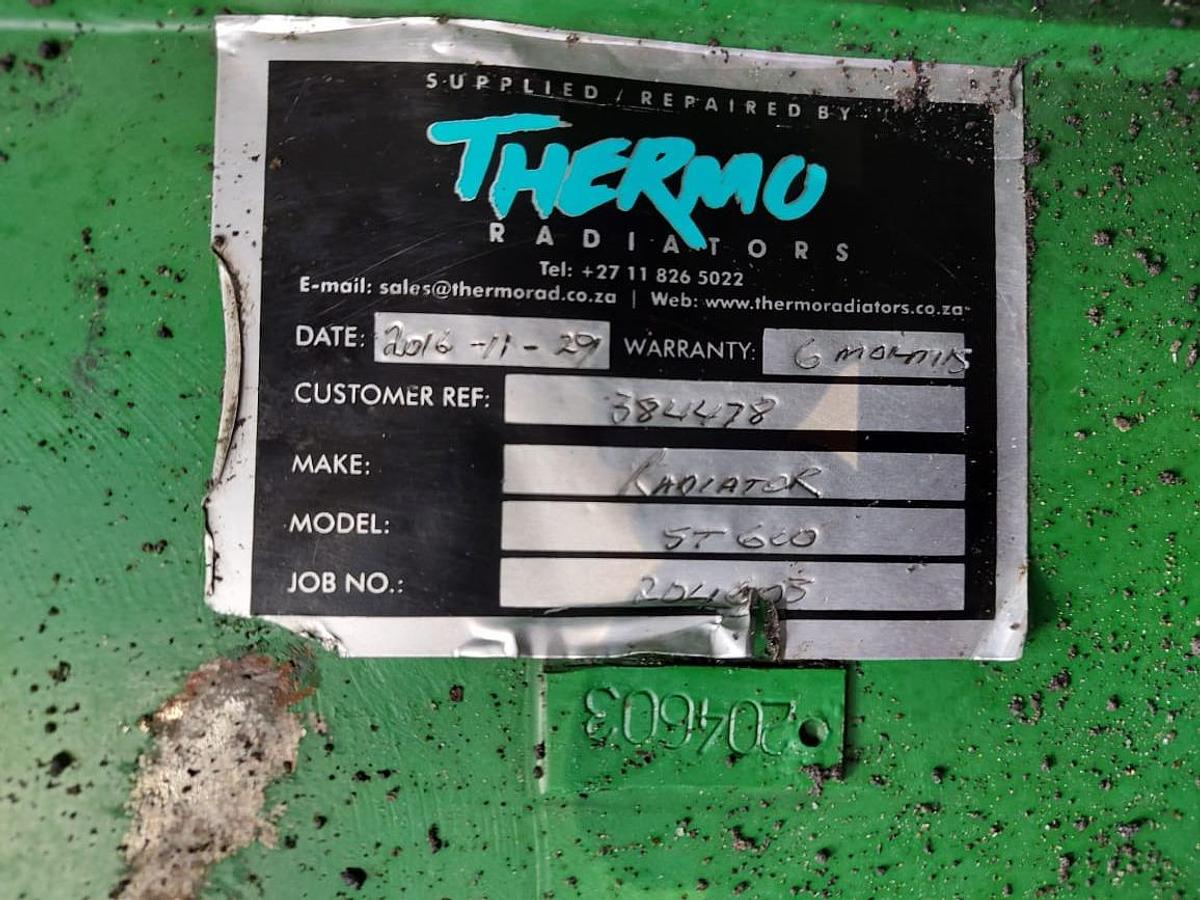 SUPPLIED / REPAIRED BY
THERMO
RADIATORS
Tel: +27 11 826 5022
E-mail: sales@thermorad.co.za | Web: www.thermoradiators.co.za
DATE: 2016-11-29 WARRANTY: 6 MONTHS
CUSTOMER REF: 384478
MAKE: RADIATOR
MODEL: ST 600
JOB NO.:
204603